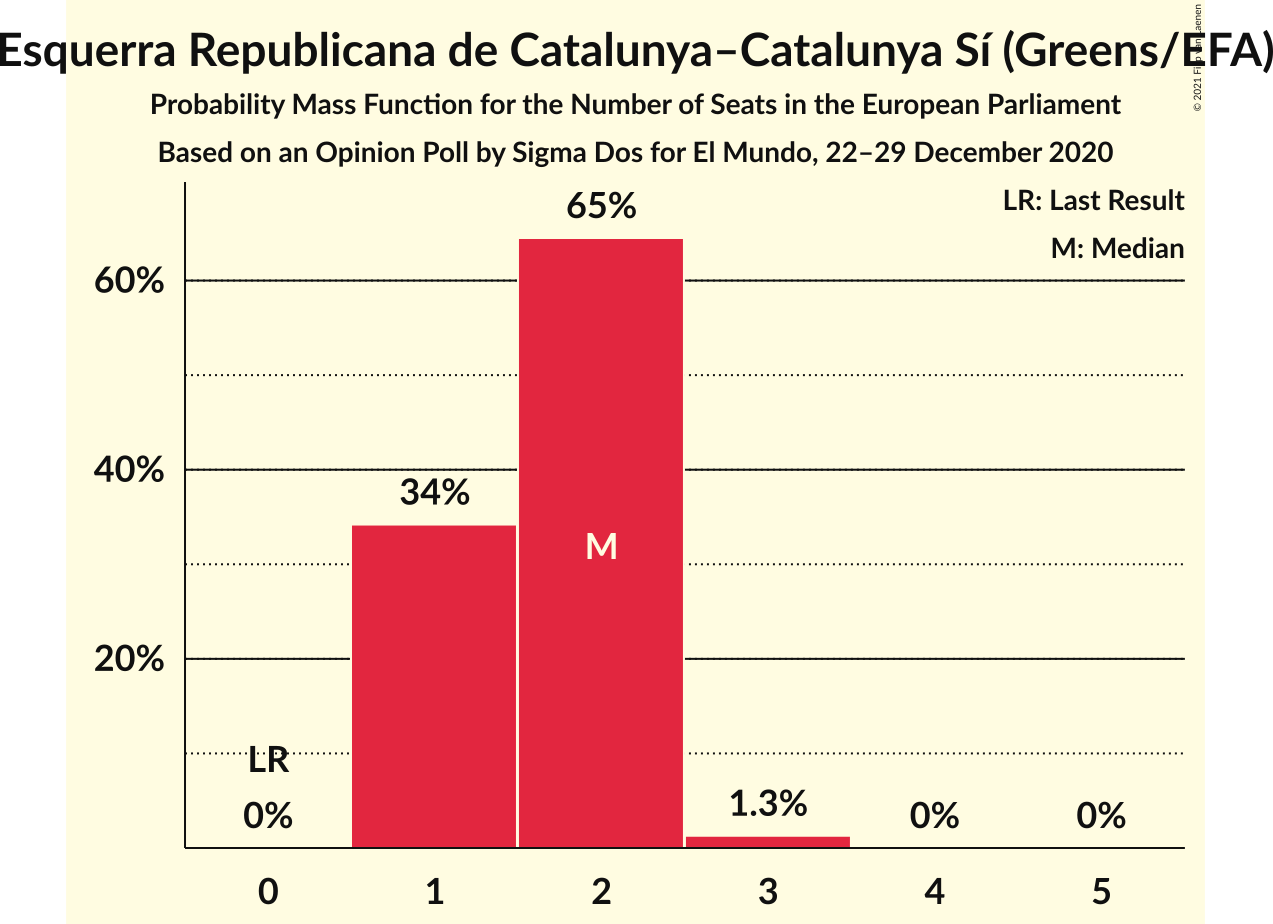 Esquerra Republicana de Catalunya–Catalunya Sí (Greens/EFA)
Probability Mass Function for the Number of Seats in the European Parliament
Based on an Opinion Poll by Sigma Dos for El Mundo, 22–29 December 2020
LR: Last Result
M: Median
65%
60%
40%
34%
M
20%
LR
0%
1.3%
0%
0%
0 1 2 3 4 5
© 2021